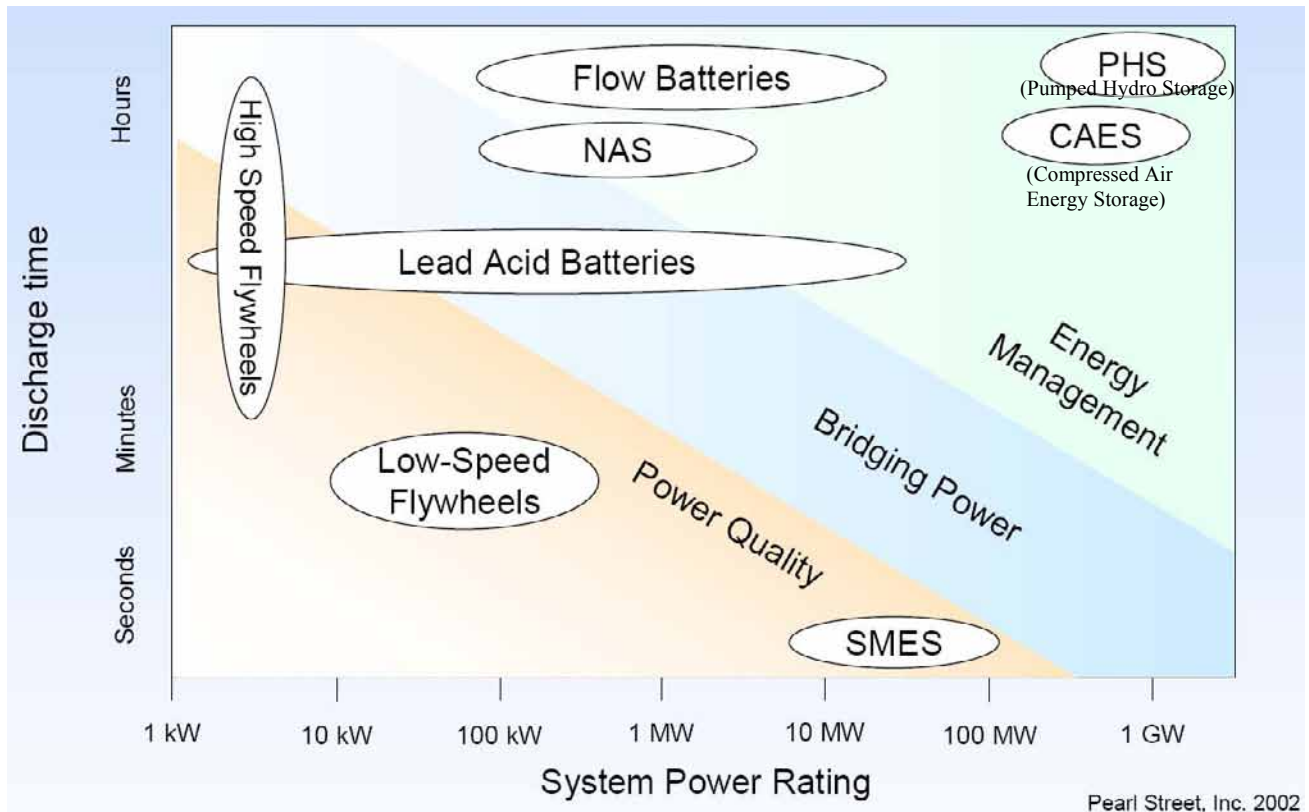 Flow Batteries
PHS
(Pumped Hydro Storage)
NAS
CAES
(Compressed Air
Energy Storage)
High Speed Flywheels
Lead Acid Batteries
Energy
Management
Bridging Power
Power Quality
Low-Speed
Flywheels
SMES
Discharge time
Hours
Minutes
Seconds
1 kW
10 kW
100 kW
1 MW
10 MW
100 MW
1 GW
System Power Rating
Pearl Street, Inc. 2002